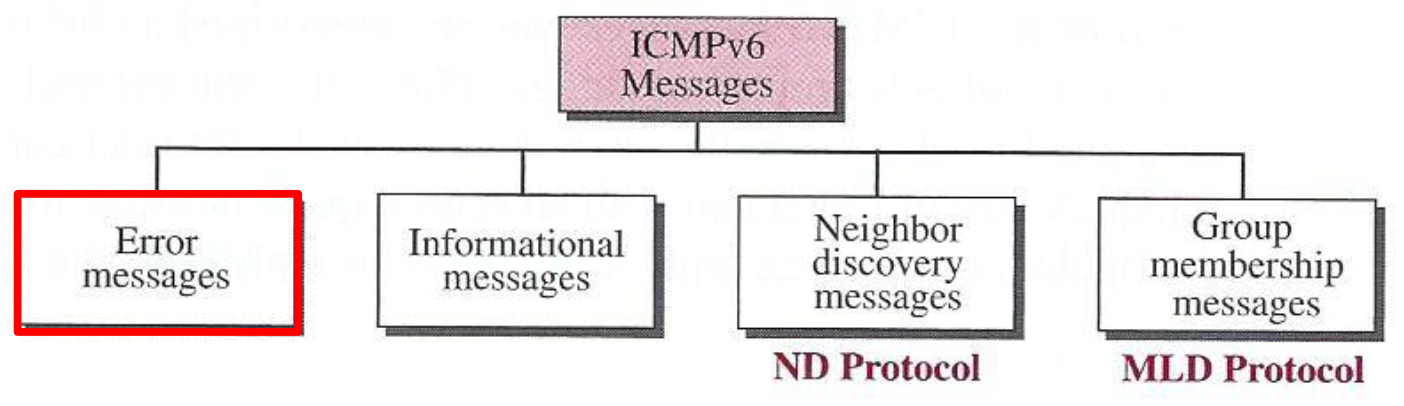 ICMPv6
Messages
Error
messages
Informational
messages
Neighbor
discovery
messages
Group
membership
messages
ND Protocol
MLD Protocol